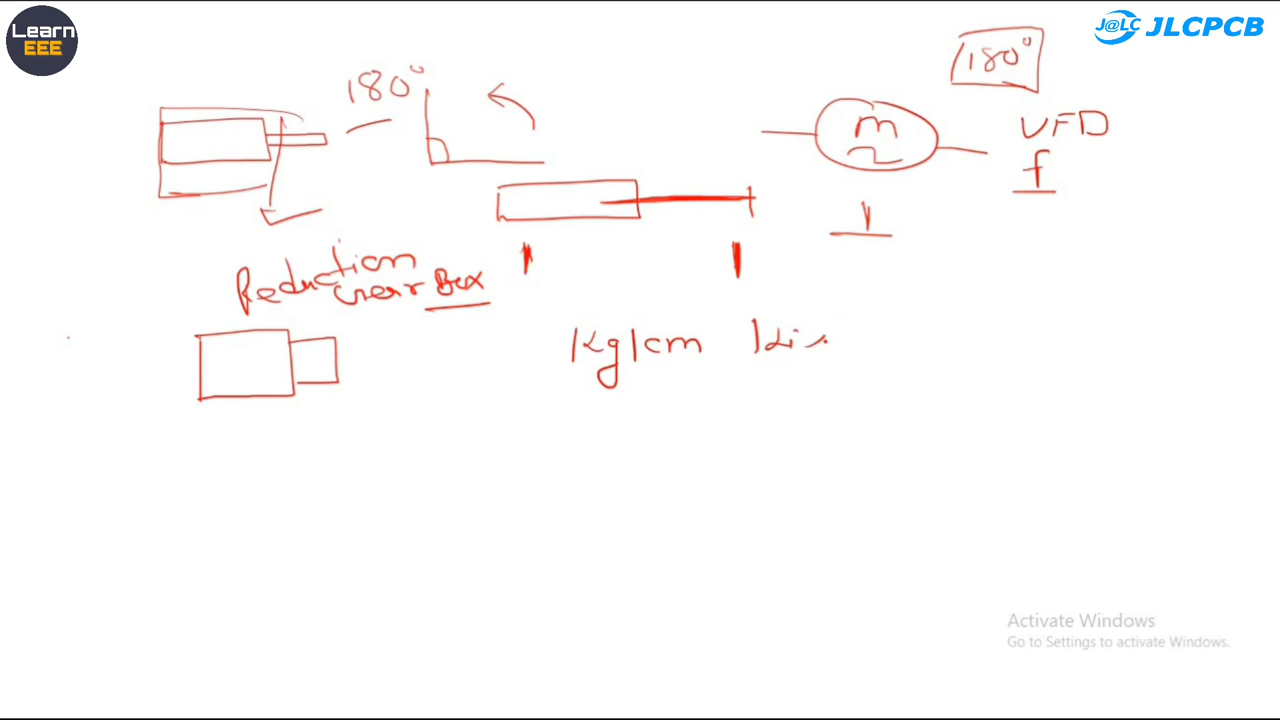 Learn
EEE
J@LC JLCPCB
180°
180°
m
VFD
f
Reduction
Gear Box
Kg/cm
Activate Windows
Go to Settings to activate Windows.